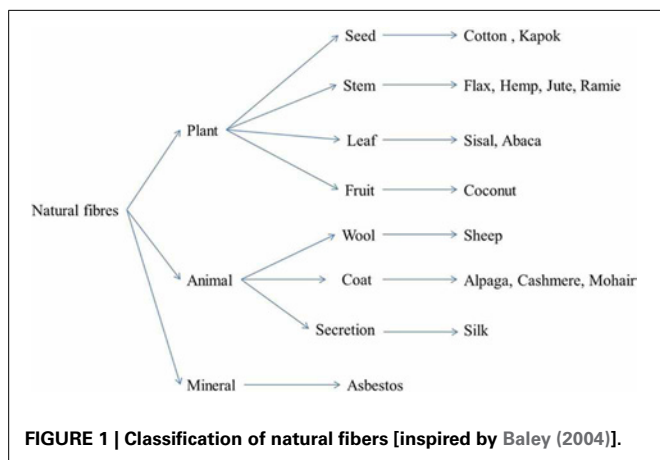 Seed Cotton , Kapok
Stem Flax, Hemp, Jute, Ramie
Plant
Leaf Sisal, Abaca
Fruit Coconut
Natural fibres
Wool Sheep
Animal Coat Alpaga, Cashmere, Mohair
Secretion Silk
Mineral Asbestos
FIGURE 1 | Classification of natural fibers [inspired by Baley (2004)].